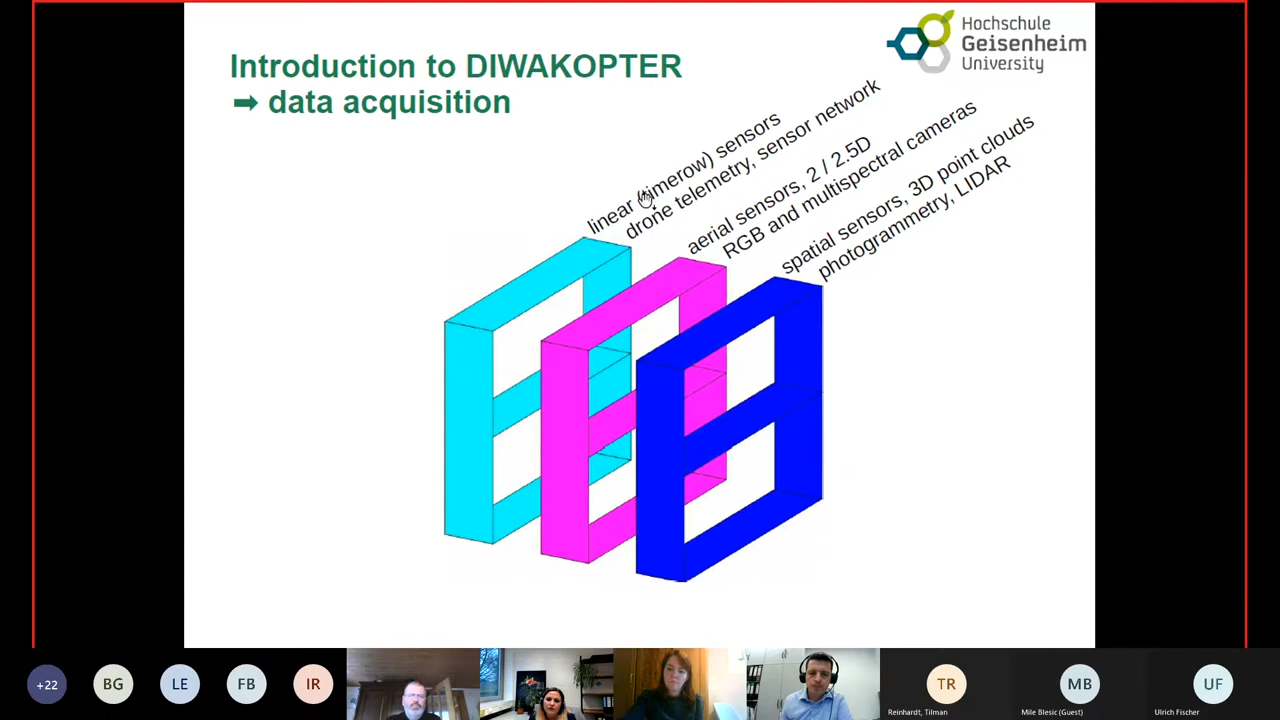 Hochschule
Geisenheim
University
Introduction to DIWAKOPTER
➡ data acquisition
linear (timerow) sensors
drone telemetry, sensor network
aerial sensors, 2 / 2.5D
RGB and multispectral cameras
spatial sensors, 3D point clouds
photogrammetry, LIDAR
+22
BG
LE
FB
IR
TR
MB
UF
Reinhardt, Tilman
Mile Blesic (Guest)
Ulrich Fischer